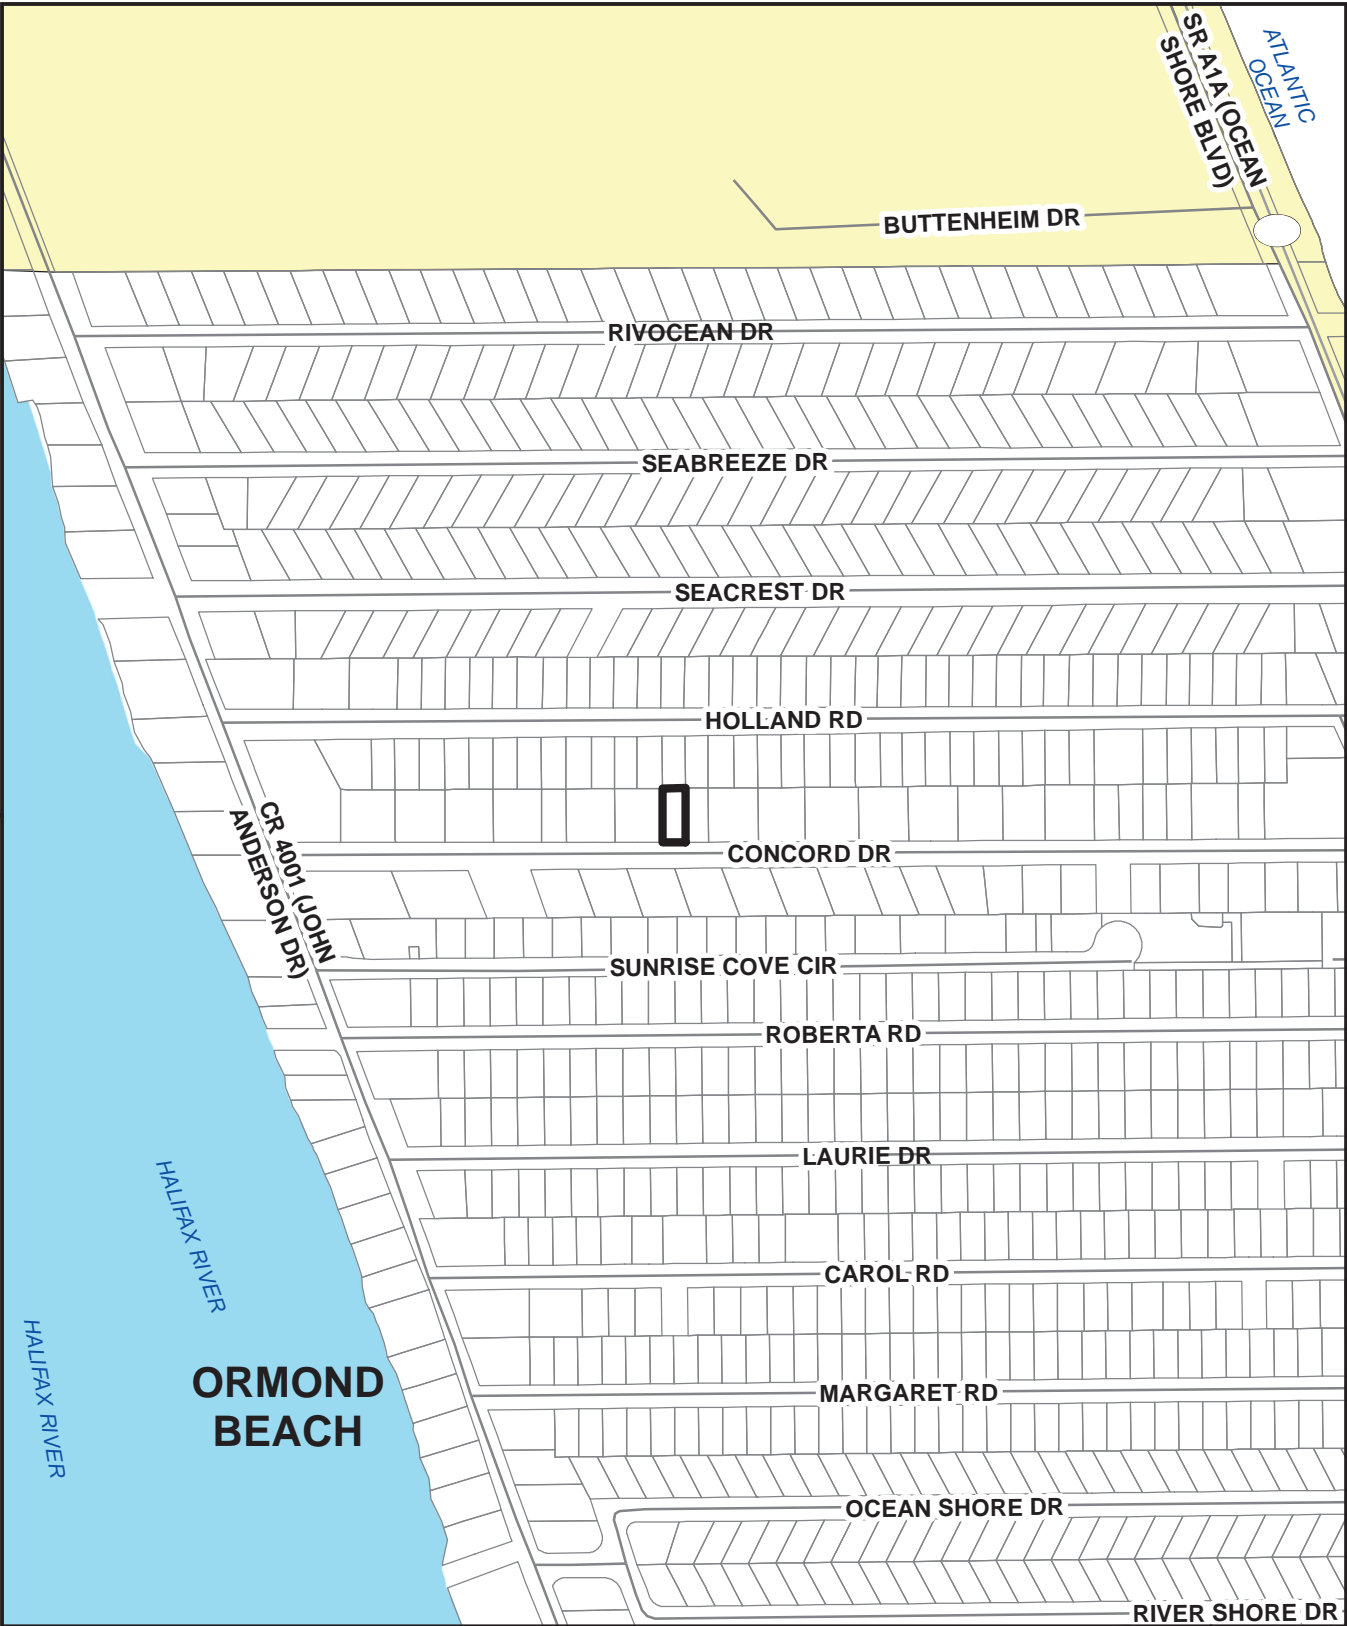 ATLANTIC
OCEAN
SR A1A (OCEAN
SHORE BLVD)
BUTTENHEIM DR
RIVOCEAN DR
SEABREEZE DR
SEACREST DR
HOLLAND RD
CONCORD DR
CR 4001 (JOHN
ANDERSON DR)
SUNRISE COVE CIR
ROBERTA RD
LAURIE DR
HALIFAX RIVER
CAROL RD
HALIFAX RIVER
ORMOND
BEACH
MARGARET RD
OCEAN SHORE DR
RIVER SHORE DR